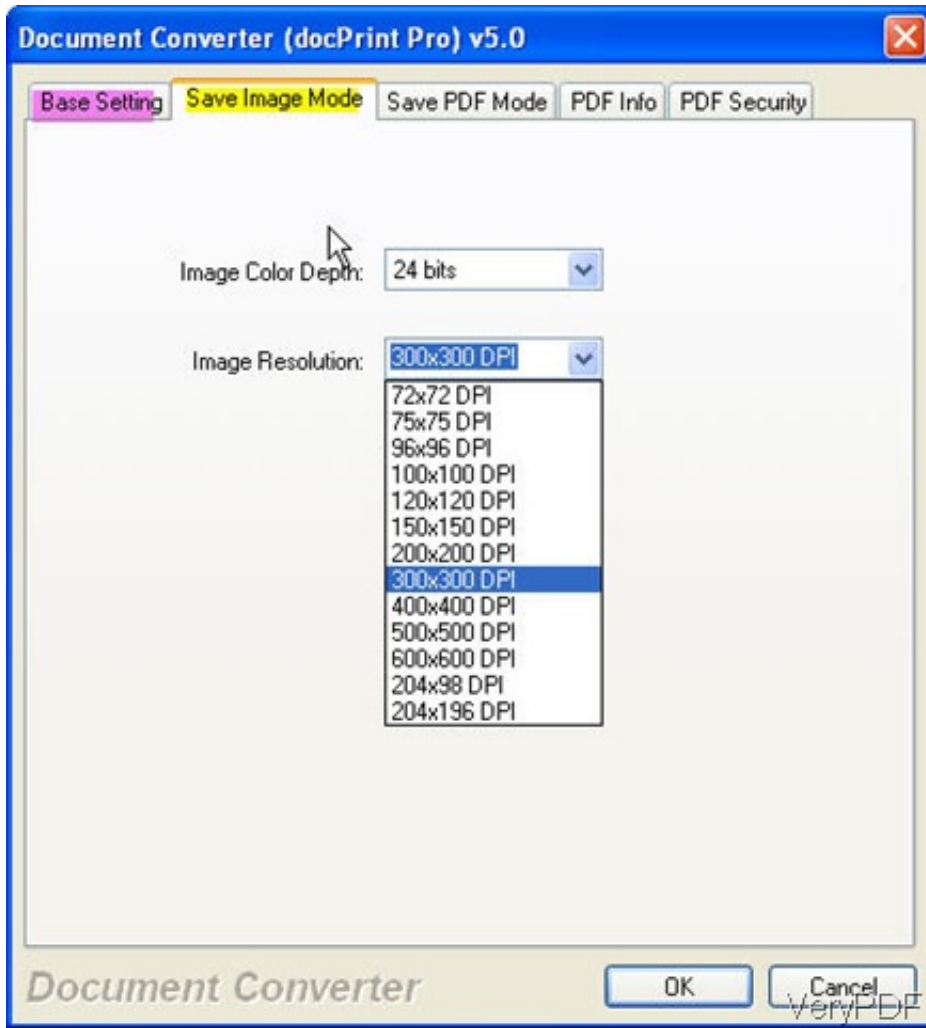 Document Converter (docPrint Pro) v5.0
Base Setting Save Image Mode Save PDF Mode PDF Info PDF Security
Image Color Depth: 24 bits
Image Resolution: 300x300 DPI
72x72 DPI
75x75 DPI
96x96 DPI
100x100 DPI
120x120 DPI
150x150 DPI
200x200 DPI
300x300 DPI
400x400 DPI
500x500 DPI
600x600 DPI
204x98 DPI
204x196 DPI
Document Converter OK Cancel
VeryPDF